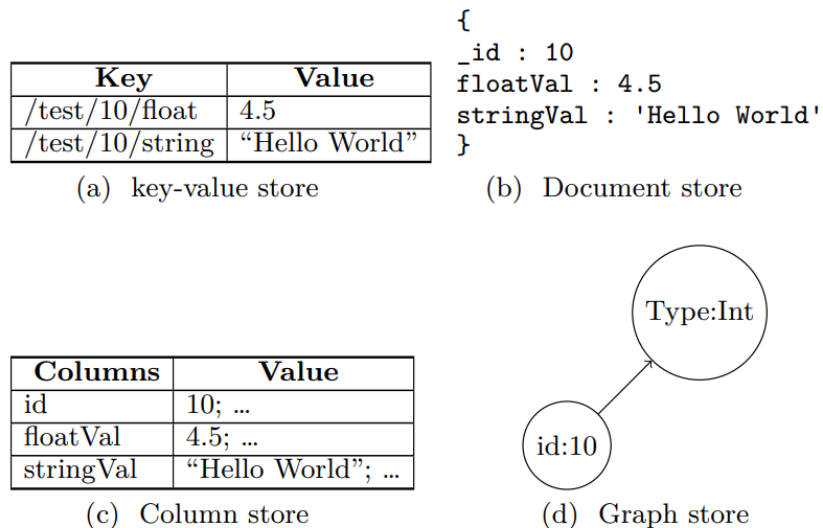 Key Value
/test/10/float 4.5
/test/10/string “Hello World”
(a) key-value store
{
_id : 10
floatVal : 4.5
stringVal : 'Hello World'
}
(b) Document store
Columns Value
id 10; …
floatVal 4.5; …
stringVal “Hello World”; …
(c) Column store
Type:Int
id:10
(d) Graph store